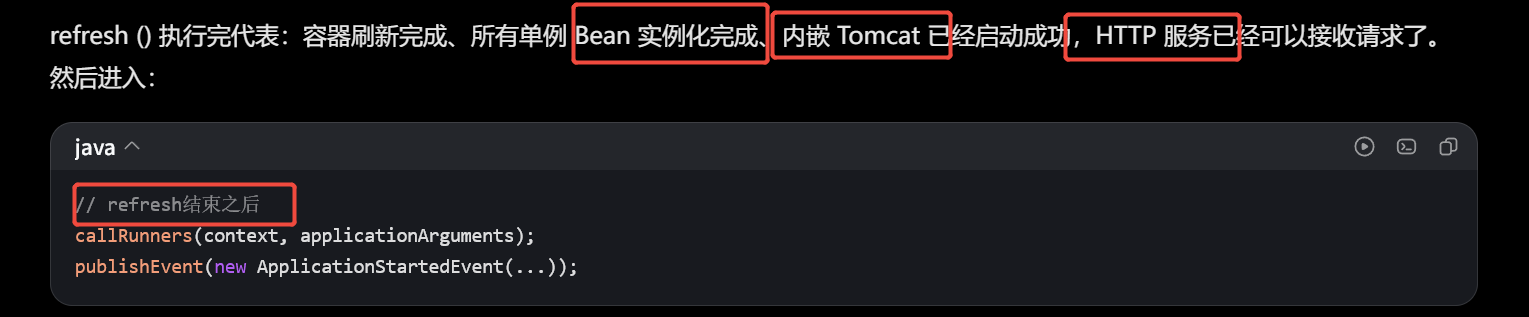 refresh () 执行完代表：容器刷新完成、所有单例 Bean 实例化完成、内嵌 Tomcat 已经启动成功，HTTP 服务已经可以接收请求了。
然后进入：
java
// refresh结束之后
callRunners(context, applicationArguments);
publishEvent(new ApplicationStartedEvent(...));